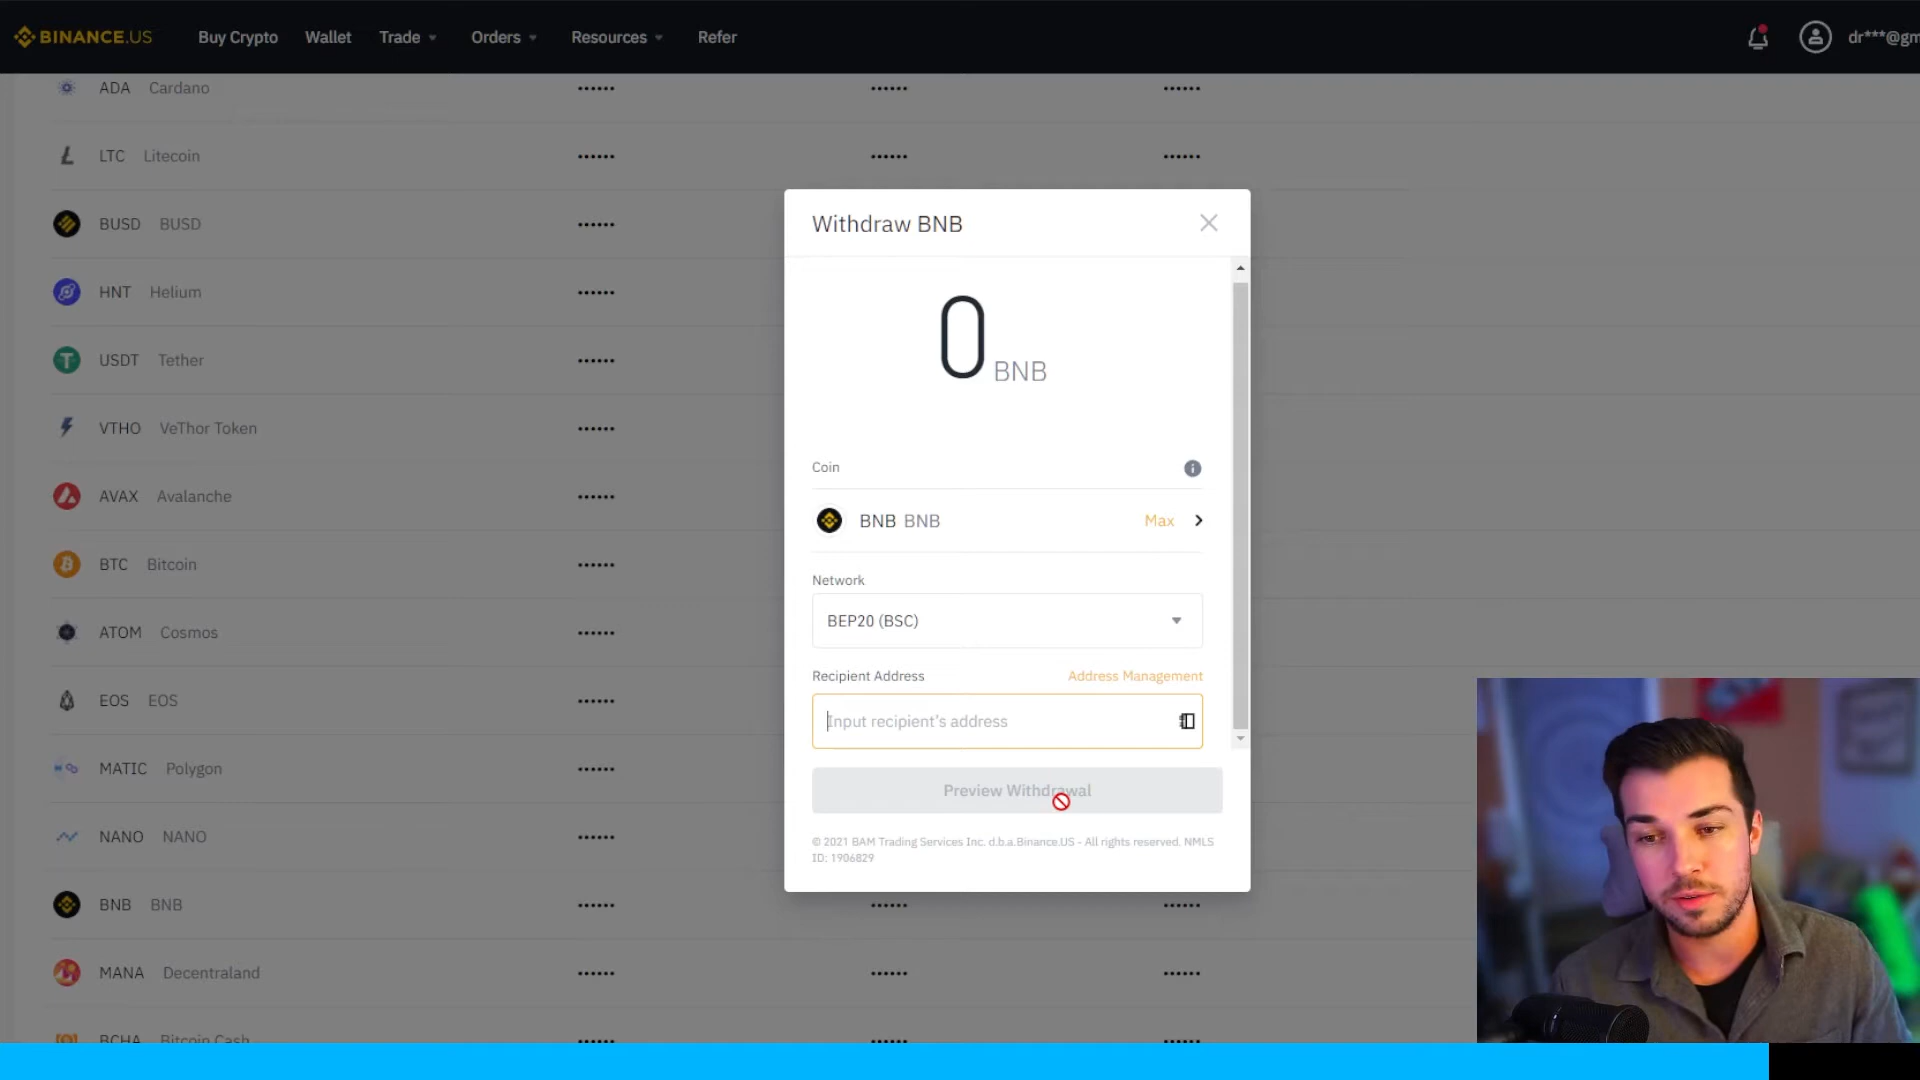 BINANCE.US
Buy Crypto
Wallet
Trade
Orders
Resources
Refer
dr***@gm
ADA Cardano
LTC Litecoin
BUSD BUSD
HNT Helium
USDT Tether
VTHO VeThor Token
AVAX Avalanche
BTC Bitcoin
ATOM Cosmos
EOS EOS
MATIC Polygon
NANO NANO
BNB BNB
MANA Decentraland
BCHA Bitcoin Cash
Withdraw BNB
0 BNB
Coin
BNB BNB Max
Network
BEP20 (BSC)
Recipient Address Address Management
Input recipient's address
Preview Withdrawal
© 2021 BAM Trading Services Inc. d.b.a.Binance.US - All rights reserved. NMLS
ID; 1906829